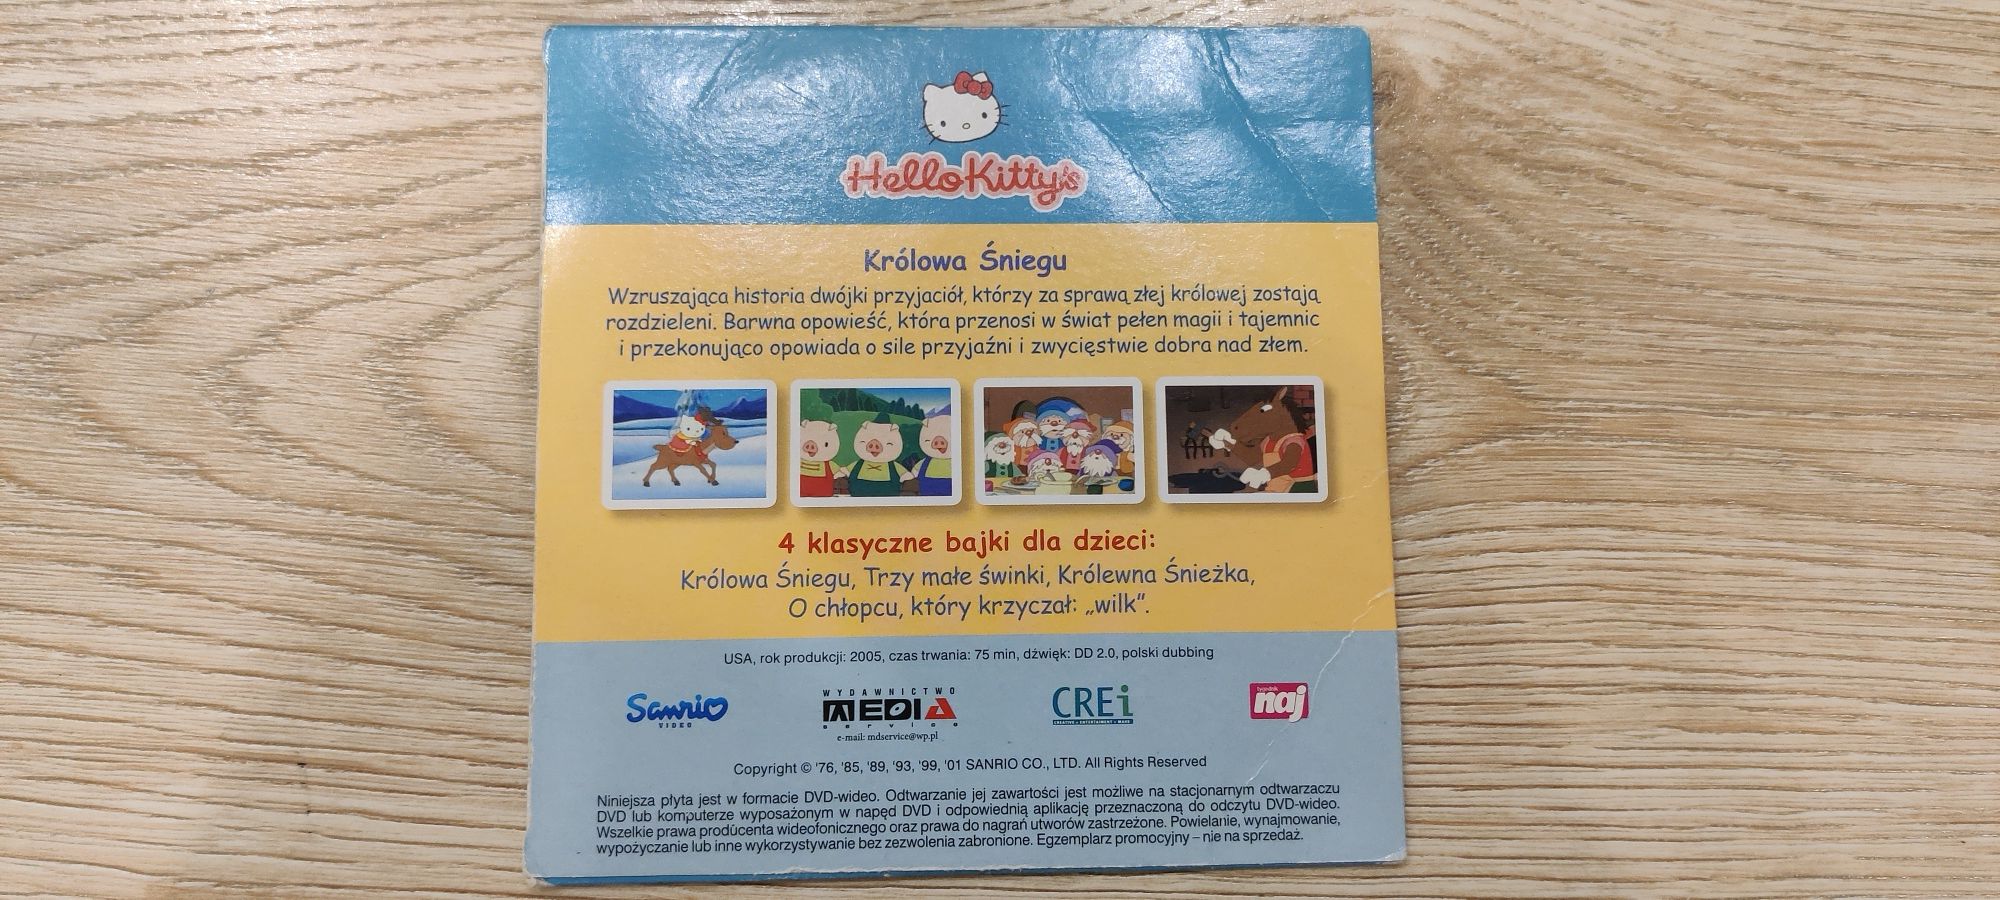 HelloKitty's
Królowa Śniegu
Wzruszająca historia dwójki przyjaciół, którzy za sprawą złej królowej zostają
rozdzieleni. Barwna opowieść, która przenosi w świat pełen magii i tajemnic
i przekonująco opowiada o sile przyjaźni i zwycięstwie dobra nad złem.
4 klasyczne bajki dla dzieci:
Królowa Śniegu, Trzy małe świnki, Królewna Śnieżka,
O chłopcu, który krzyczał: „wilk”.
USA, rok produkcji: 2005, czas trwania: 75 min, dźwięk: DD 2.0, polski dubbing
Sanrio
VIDEO
WYDAWNICTWO
MEDIA
service
e-mail: mdservice@wp.pl
CREi
CREATIVE • ENTERTAINMENT • MAKE
tygodnik
naj
Copyright © '76, '85, '89, '93, '99, '01 SANRIO CO., LTD. All Rights Reserved
Niniejsza płyta jest w formacie DVD-wideo. Odtwarzanie jej zawartości jest możliwe na stacjonarnym odtwarzaczu
DVD lub komputerze wyposażonym w napęd DVD i odpowiednią aplikację przeznaczoną do odczytu DVD-wideo.
Wszelkie prawa producenta wideofonicznego oraz prawa do nagrań utworów zastrzeżone. Powielanie, wynajmowanie,
wypożyczanie lub inne wykorzystywanie bez zezwolenia zabronione. Egzemplarz promocyjny – nie na sprzedaż.